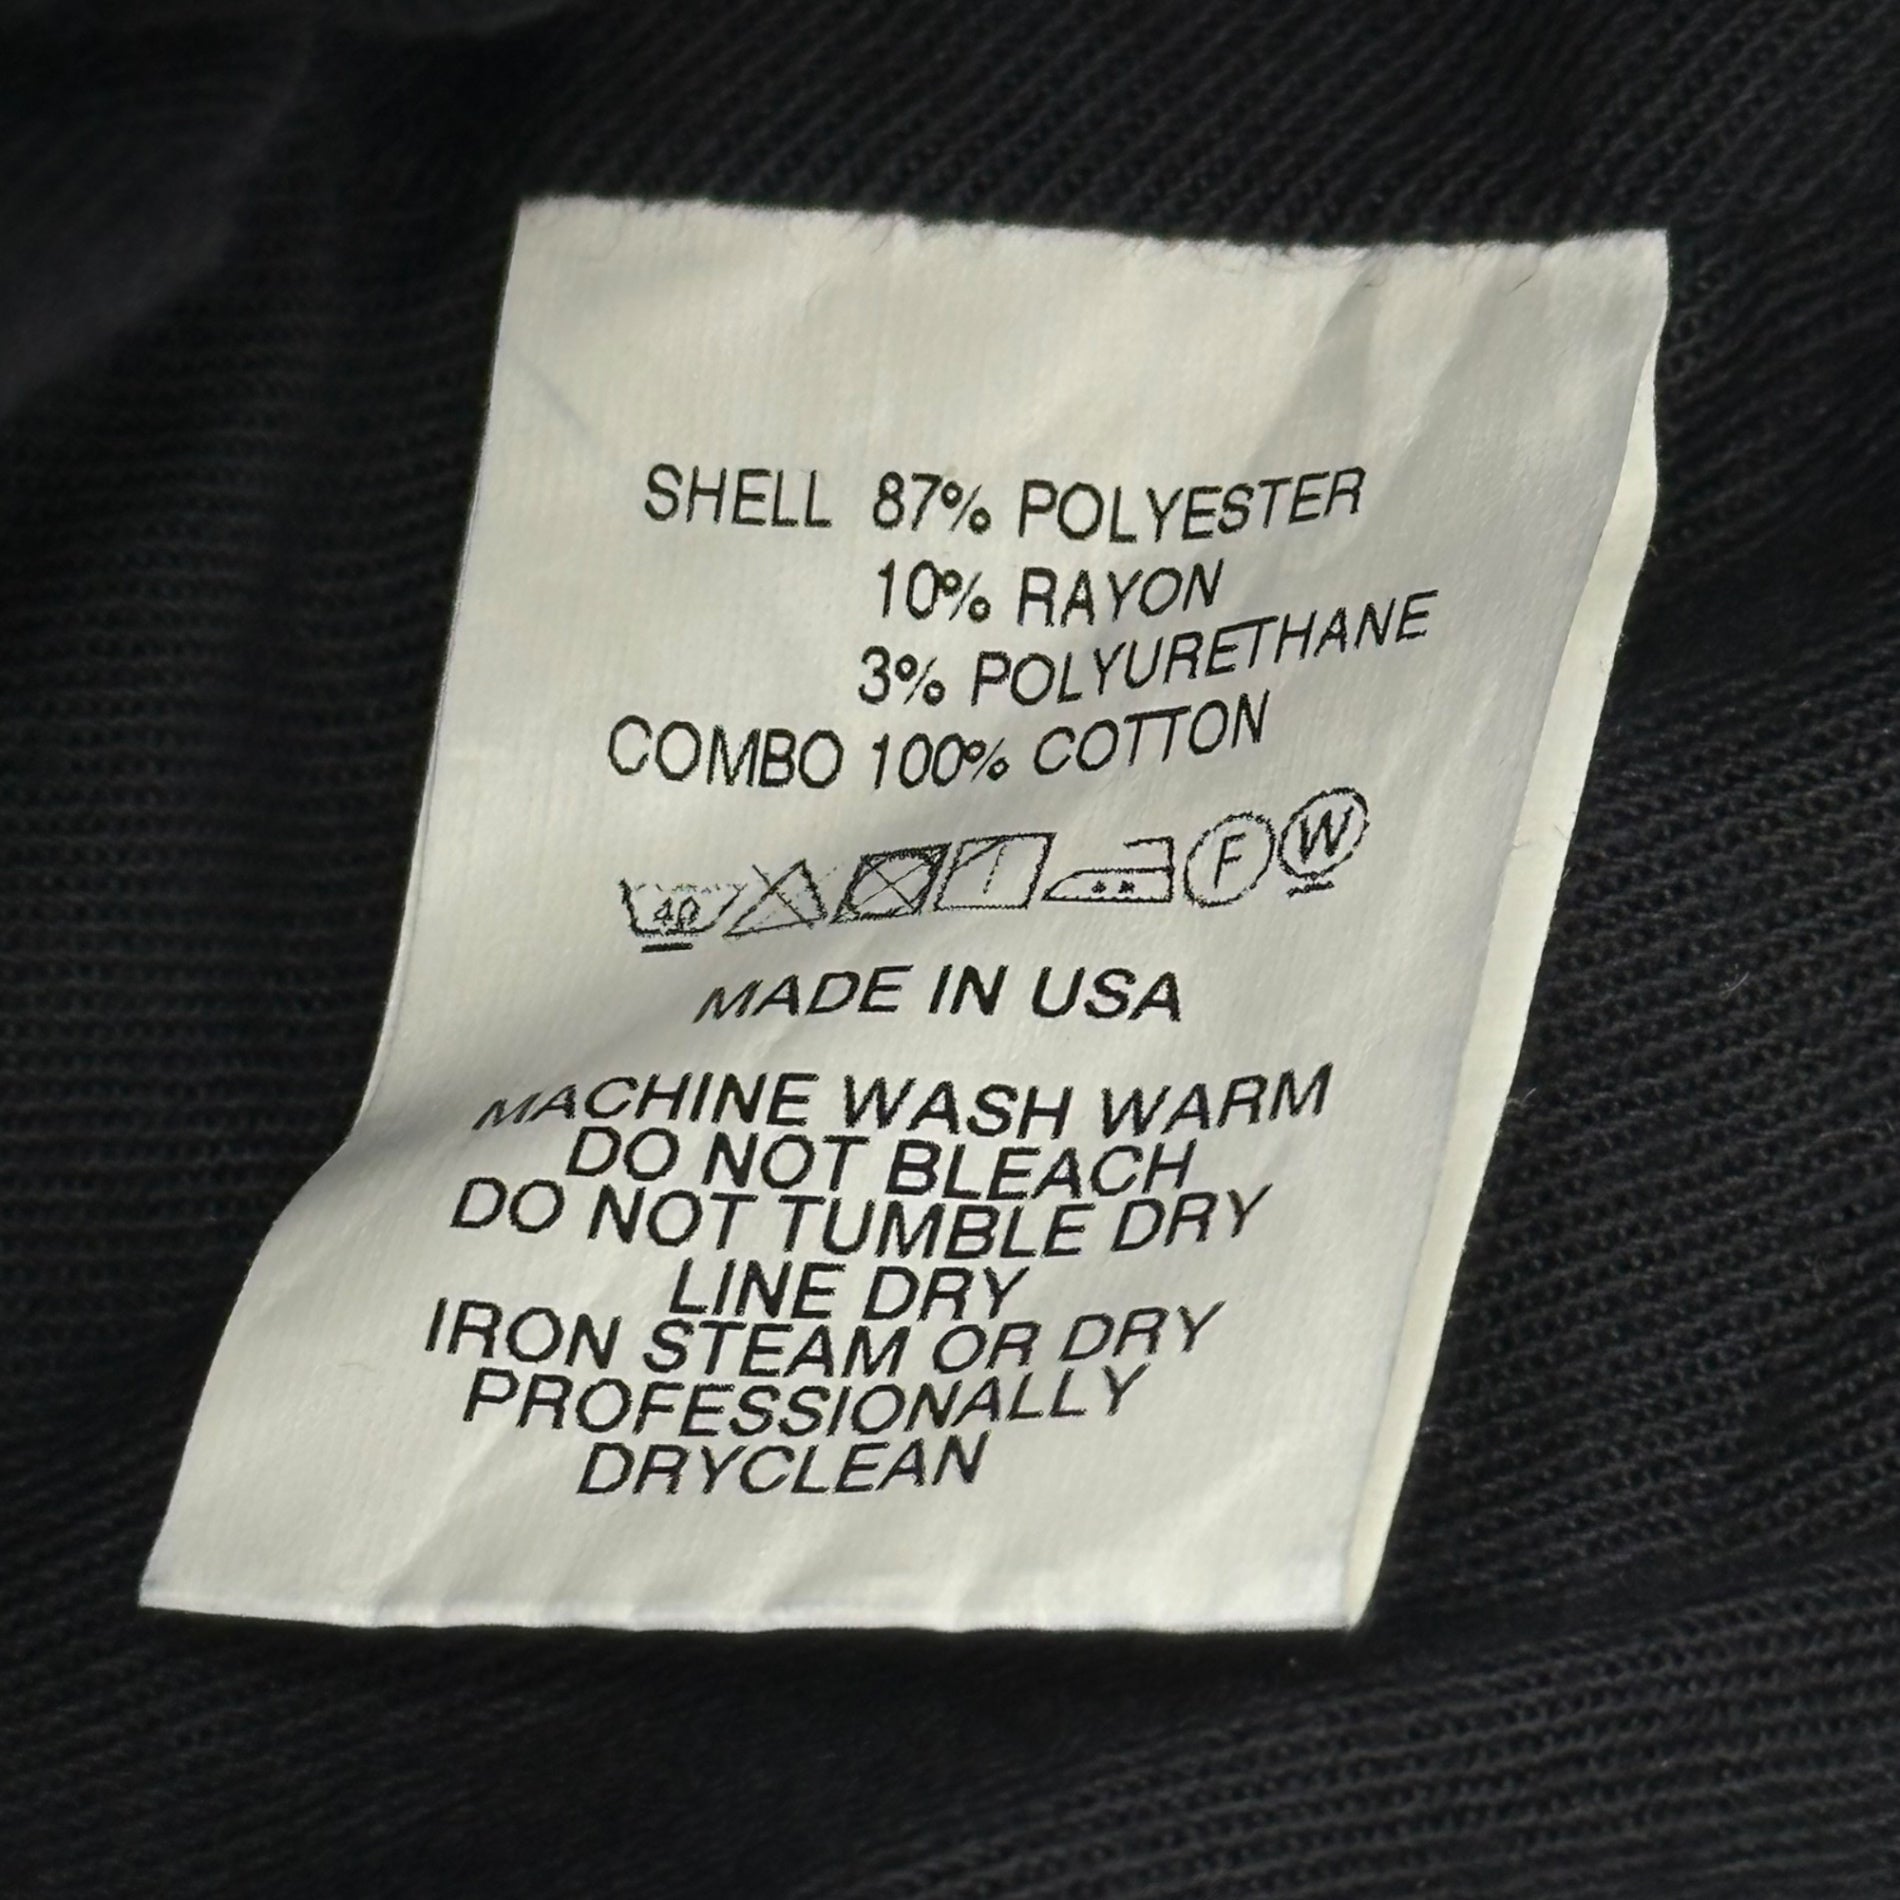 SHELL 87% POLYESTER
10% RAYON
3% POLYURETHANE
COMBO 100% COTTON
40 F W
MADE IN USA
MACHINE WASH WARM
DO NOT BLEACH
DO NOT TUMBLE DRY
LINE DRY
IRON STEAM OR DRY
PROFESSIONALLY
DRYCLEAN